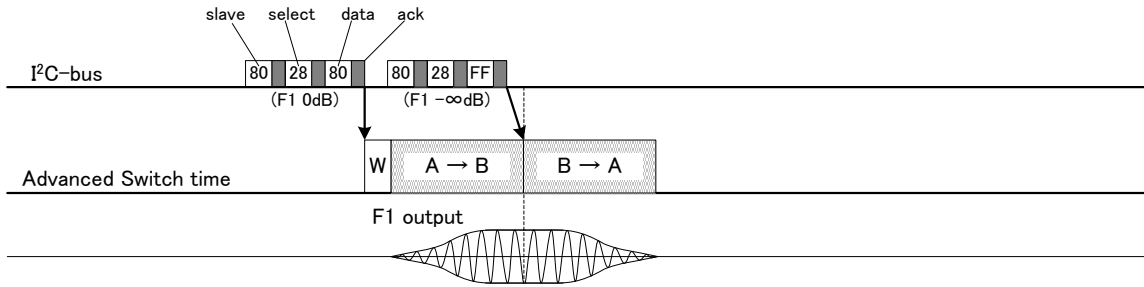 slave select data ack
I²C-bus
80 28 80 80 28 FF
(F1 0dB) (F1 -∞dB)
W A → B B → A
Advanced Switch time
F1 output